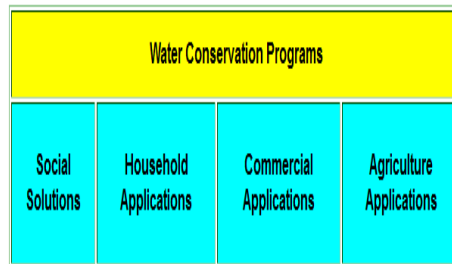 Water Conservation Programs
Social
Solutions
Household
Applications
Commercial
Applications
Agriculture
Applications